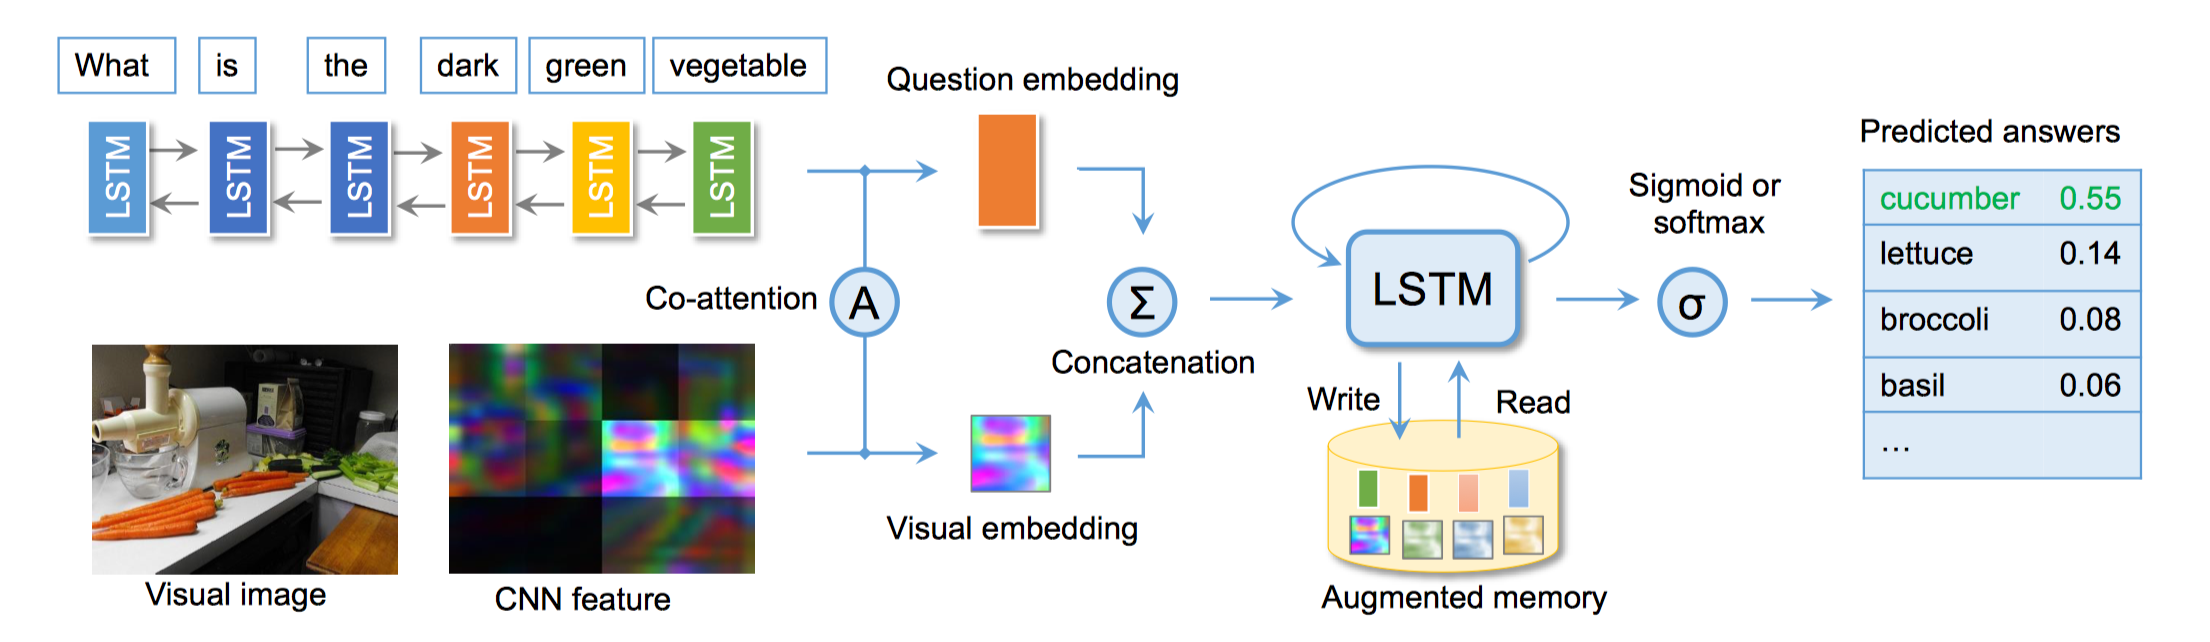 What is the dark green vegetable
LSTM LSTM LSTM LSTM LSTM LSTM
Co-attention
A
Visual image
CNN feature
Question embedding
Visual embedding
Σ
Concatenation
LSTM
Write
Read
Augmented memory
Sigmoid or
softmax
σ
Predicted answers
cucumber 0.55
lettuce 0.14
broccoli 0.08
basil 0.06
...